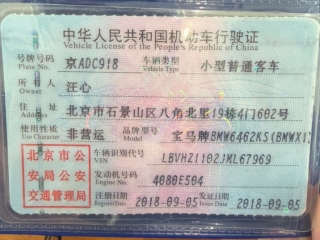 中华人民共和国机动车行驶证
Vehicle License of the People's Republic of China
号牌号码 京ADC918 车辆类型 小型普通客车
Plate No. Vehicle Type
所有人 汪心
Owner
住址 北京市石景山区八角北里19栋4门602号
Address
使用性质 非营运 品牌型号 宝马牌BMW6462KS(BMWX1)
Use Character Model
北京市公 车辆识别代号 LBVHZ1102JML67969
VIN
安局公安 发动机号码 4080E504
Engine No.
交通管理局 注册日期 2018-09-05 发证日期 2018-09-05
Register Date Issue Date